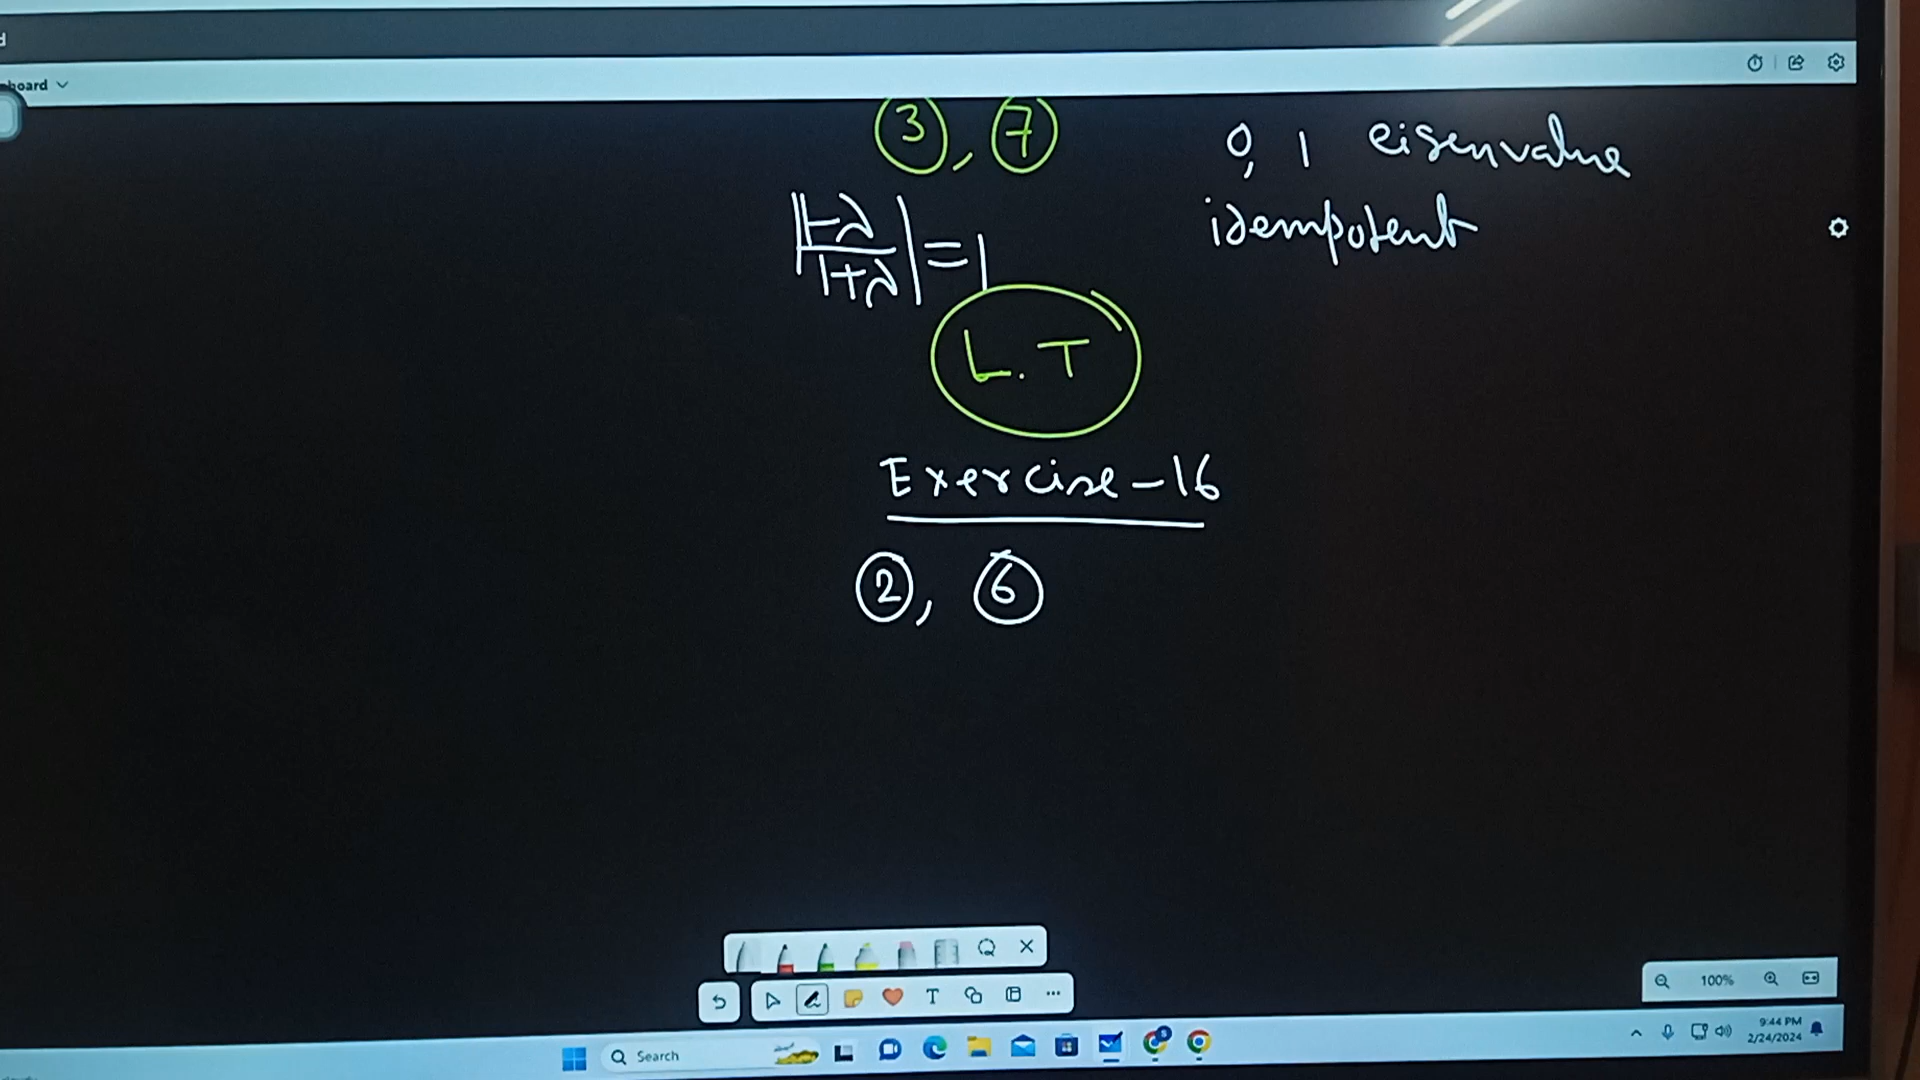 board
3, 7
0, 1 eigenvalue
idempotent
|1-λ/1+λ| = 1
L.T
Exercise-16
2, 6
100%
Search
9:44 PM
2/24/2024